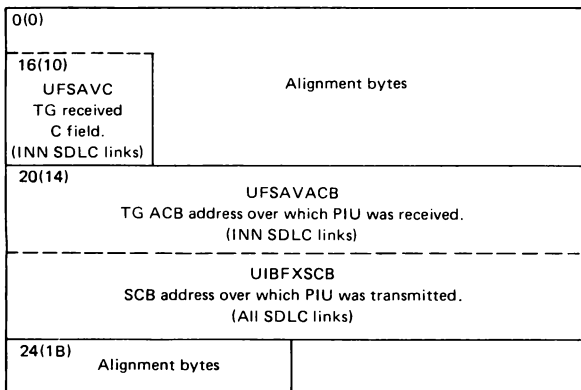 0(0)
16(10)
UFSAVC
TG received
C field.
(INN SDLC links)
Alignment bytes
20(14)
UFSAVACB
TG ACB address over which PIU was received.
(INN SDLC links)
UIBFXSCB
SCB address over which PIU was transmitted.
(All SDLC links)
24(1B)
Alignment bytes